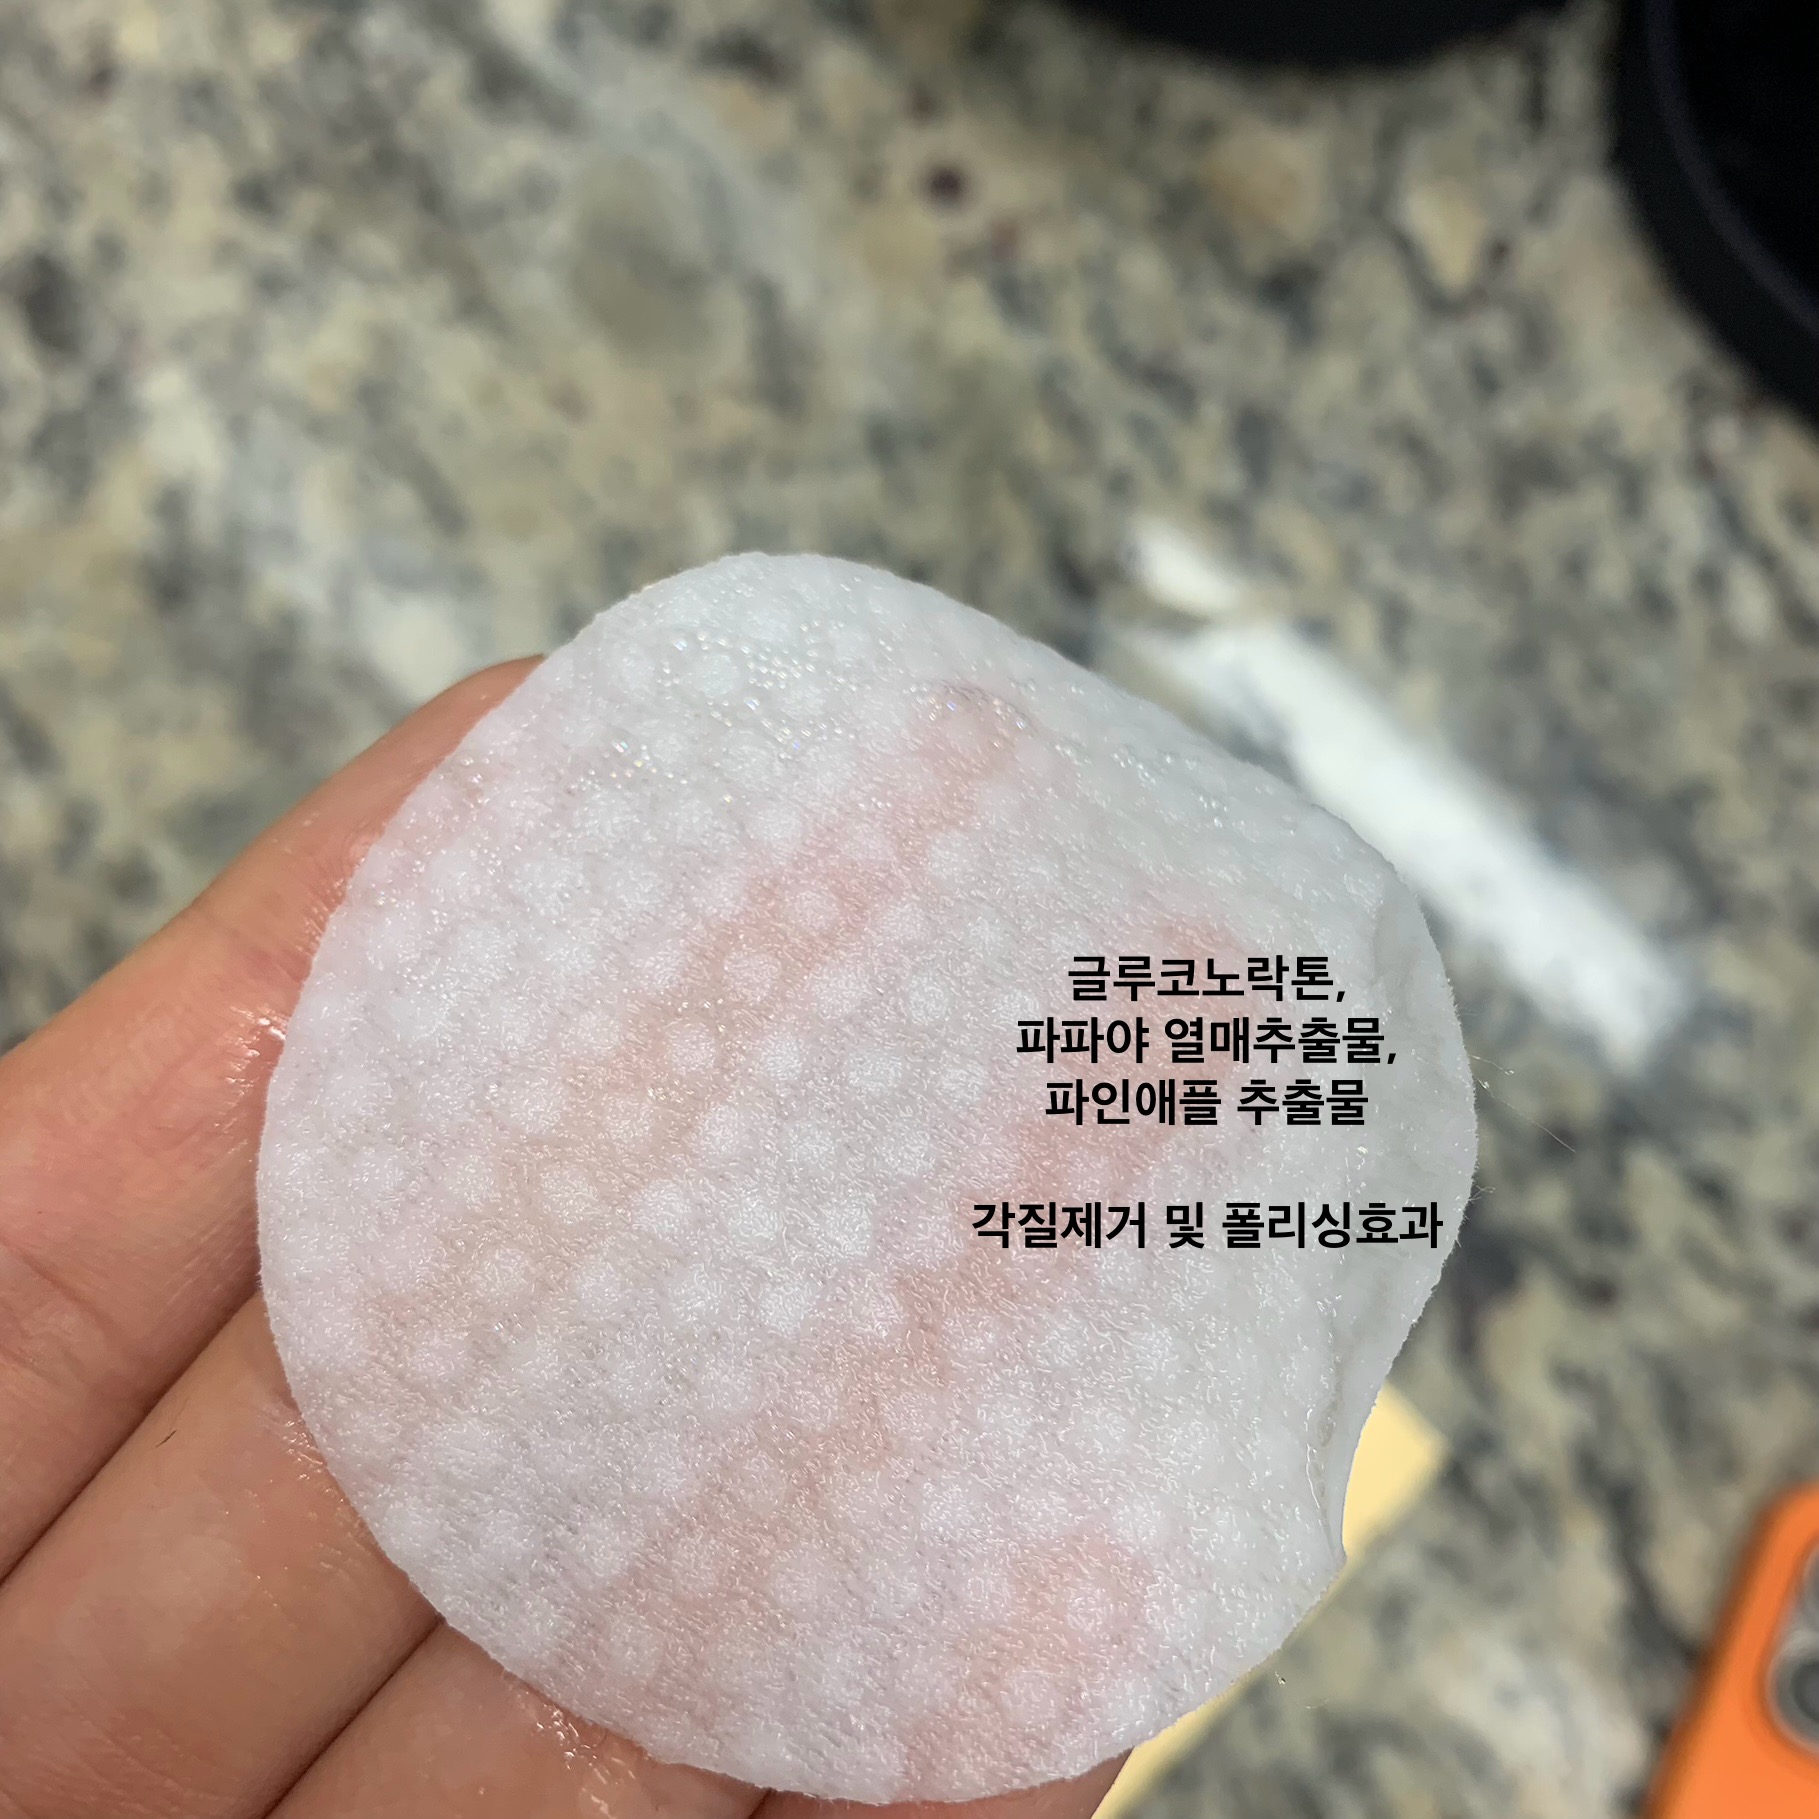 글루코노락톤,
파파야 열매추출물,
파인애플 추출물
각질제거 및 폴리싱효과